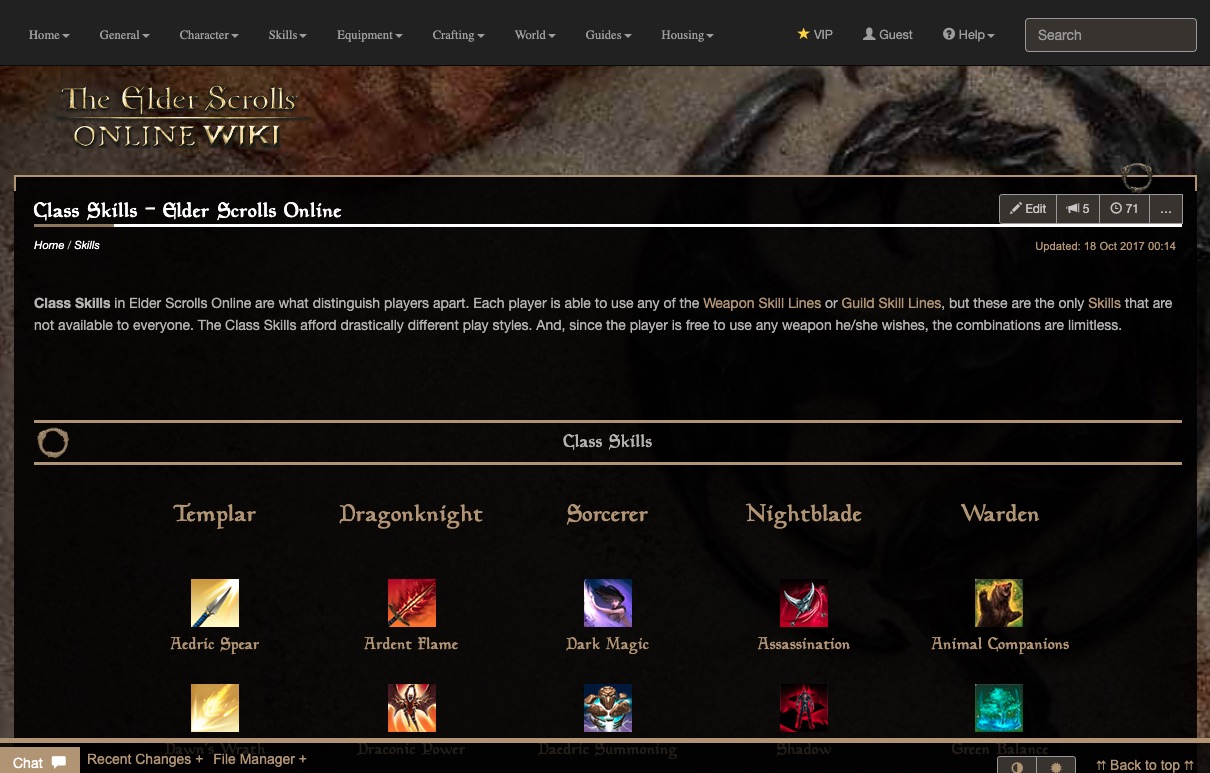 Home General Character Skills Equipment Crafting World Guides Housing VIP Guest Help Search
The Elder Scrolls
ONLINE WIKI
Class Skills - Elder Scrolls Online
Edit 5 71 ...
Home / Skills
Updated: 18 Oct 2017 00:14
Class Skills in Elder Scrolls Online are what distinguish players apart. Each player is able to use any of the Weapon Skill Lines or Guild Skill Lines, but these are the only Skills that are
not available to everyone. The Class Skills afford drastically different play styles. And, since the player is free to use any weapon he/she wishes, the combinations are limitless.
Class Skills
Templar Dragonknight Sorcerer Nightblade Warden
Aedric Spear Ardent Flame Dark Magic Assassination Animal Companions
Dawn's Wrath Draconic Power Daedric Summoning Shadow Green Balance
Chat Recent Changes + File Manager + ⇈ Back to top ⇈